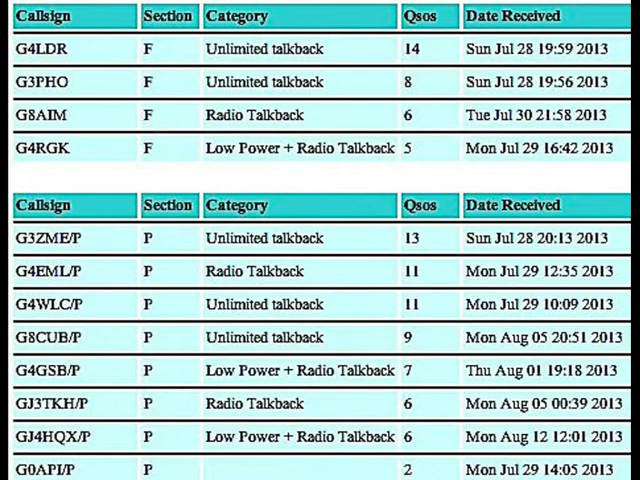 Callsign Section Category Qsos Date Received
G4LDR F Unlimited talkback 14 Sun Jul 28 19:59 2013
G3PHO F Unlimited talkback 8 Sun Jul 28 19:56 2013
G8AIM F Radio Talkback 6 Tue Jul 30 21:58 2013
G4RGK F Low Power + Radio Talkback 5 Mon Jul 29 16:42 2013
Callsign Section Category Qsos Date Received
G3ZME/P P Unlimited talkback 13 Sun Jul 28 20:13 2013
G4EML/P P Radio Talkback 11 Mon Jul 29 12:35 2013
G4WLC/P P Unlimited talkback 11 Mon Jul 29 10:09 2013
G8CUB/P P Unlimited talkback 9 Mon Aug 05 20:51 2013
G4GSB/P P Low Power + Radio Talkback 7 Thu Aug 01 19:18 2013
GJ3TKH/P P Radio Talkback 6 Mon Aug 05 00:39 2013
GJ4HQX/P P Low Power + Radio Talkback 6 Mon Aug 12 12:01 2013
G0API/P P 2 Mon Jul 29 14:05 2013